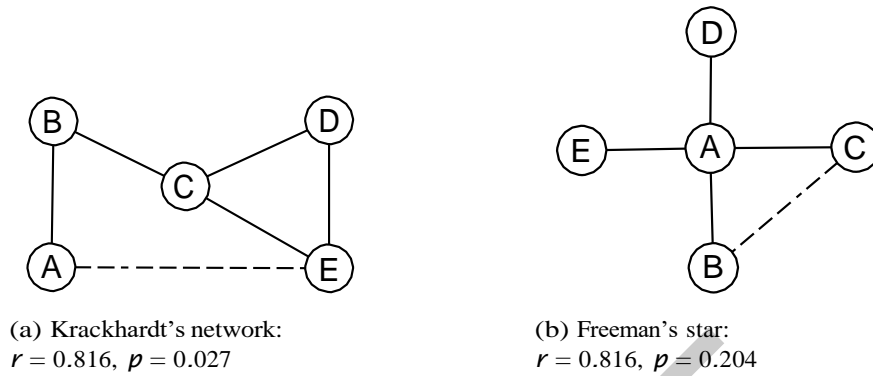 D
B
D
E
A
C
C
A
E
B
(a) Krackhardt's network:
r = 0.816, p = 0.027
(b) Freeman's star:
r = 0.816, p = 0.204